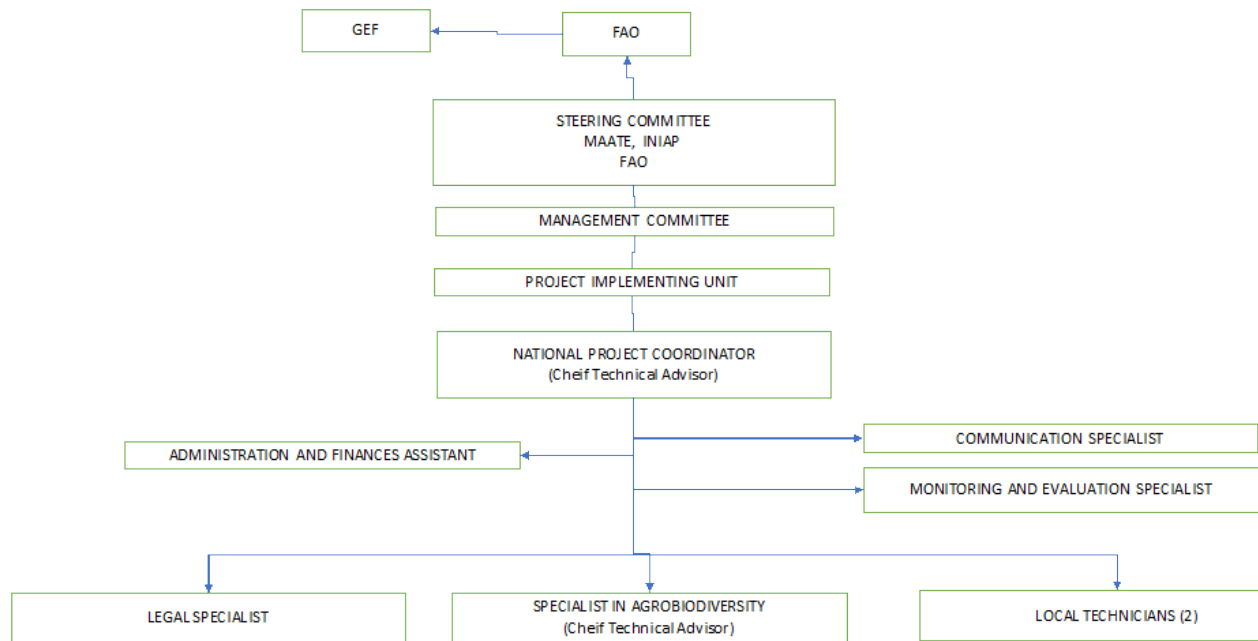 GEF
FAO
STEERING COMMITTEE
MAATE, INIAP
FAO
MANAGEMENT COMMITTEE
PROJECT IMPLEMENTING UNIT
NATIONAL PROJECT COORDINATOR
(Cheif Technical Advisor)
COMMUNICATION SPECIALIST
ADMINISTRATION AND FINANCES ASSISTANT
MONITORING AND EVALUATION SPECIALIST
LEGAL SPECIALIST
SPECIALIST IN AGROBIODIVERSITY
(Cheif Technical Advisor)
LOCAL TECHNICIANS (2)